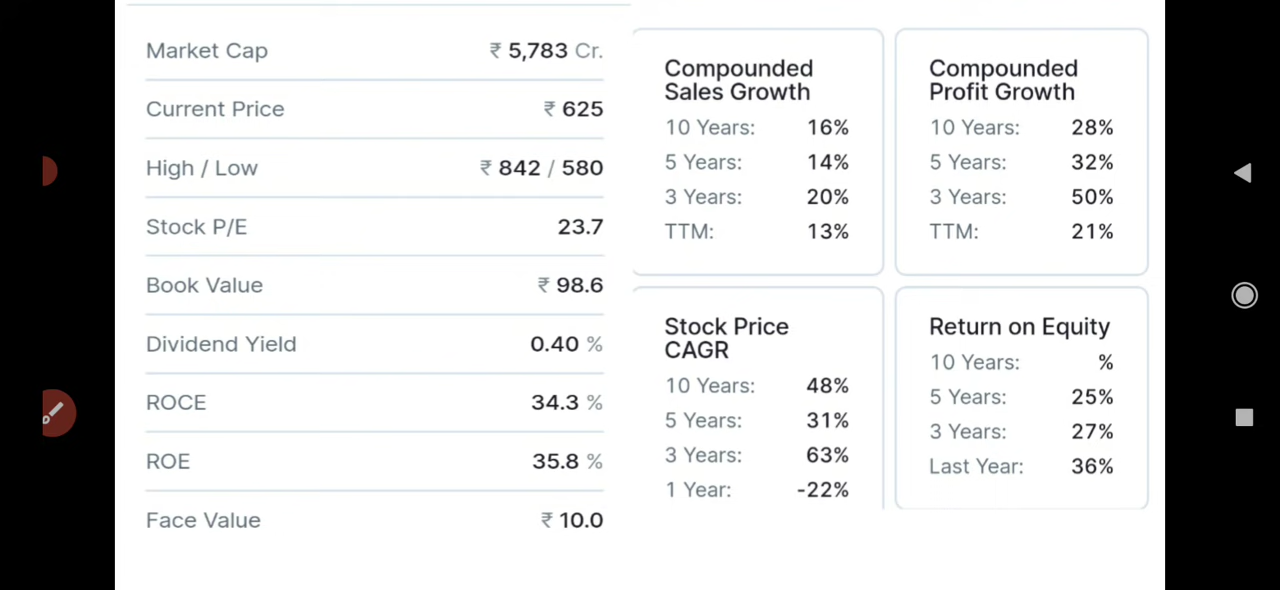 Market Cap ₹ 5,783 Cr.
Current Price ₹ 625
High / Low ₹ 842 / 580
Stock P/E 23.7
Book Value ₹ 98.6
Dividend Yield 0.40 %
ROCE 34.3 %
ROE 35.8 %
Face Value ₹ 10.0
Compounded
Sales Growth
10 Years: 16%
5 Years: 14%
3 Years: 20%
TTM: 13%
Compounded
Profit Growth
10 Years: 28%
5 Years: 32%
3 Years: 50%
TTM: 21%
Stock Price
CAGR
10 Years: 48%
5 Years: 31%
3 Years: 63%
1 Year: -22%
Return on Equity
10 Years: %
5 Years: 25%
3 Years: 27%
Last Year: 36%